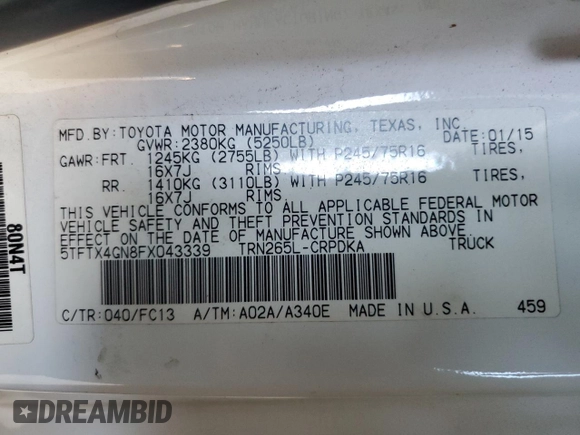 MFD.BY:TOYOTA MOTOR MANUFACTURING, TEXAS, INC.
GVWR:2380KG (5250LB) DATE:01/15
GAWR:FRT. 1245KG (2755LB) WITH P245/75R16 TIRES,
16X7J RIMS
RR. 1410KG (3110LB) WITH P245/75R16 TIRES,
16X7J RIMS
THIS VEHICLE CONFORMS TO ALL APPLICABLE FEDERAL MOTOR
VEHICLE SAFETY AND THEFT PREVENTION STANDARDS IN
EFFECT ON THE DATE OF MANUFACTURE SHOWN ABOVE.
5TFTX4GN8FX043339 TRN265L-CRPDKA TRUCK
C/TR:040/FC13 A/TM:A02A/A340E MADE IN U.S.A. 459
80N4T
DREAMBID